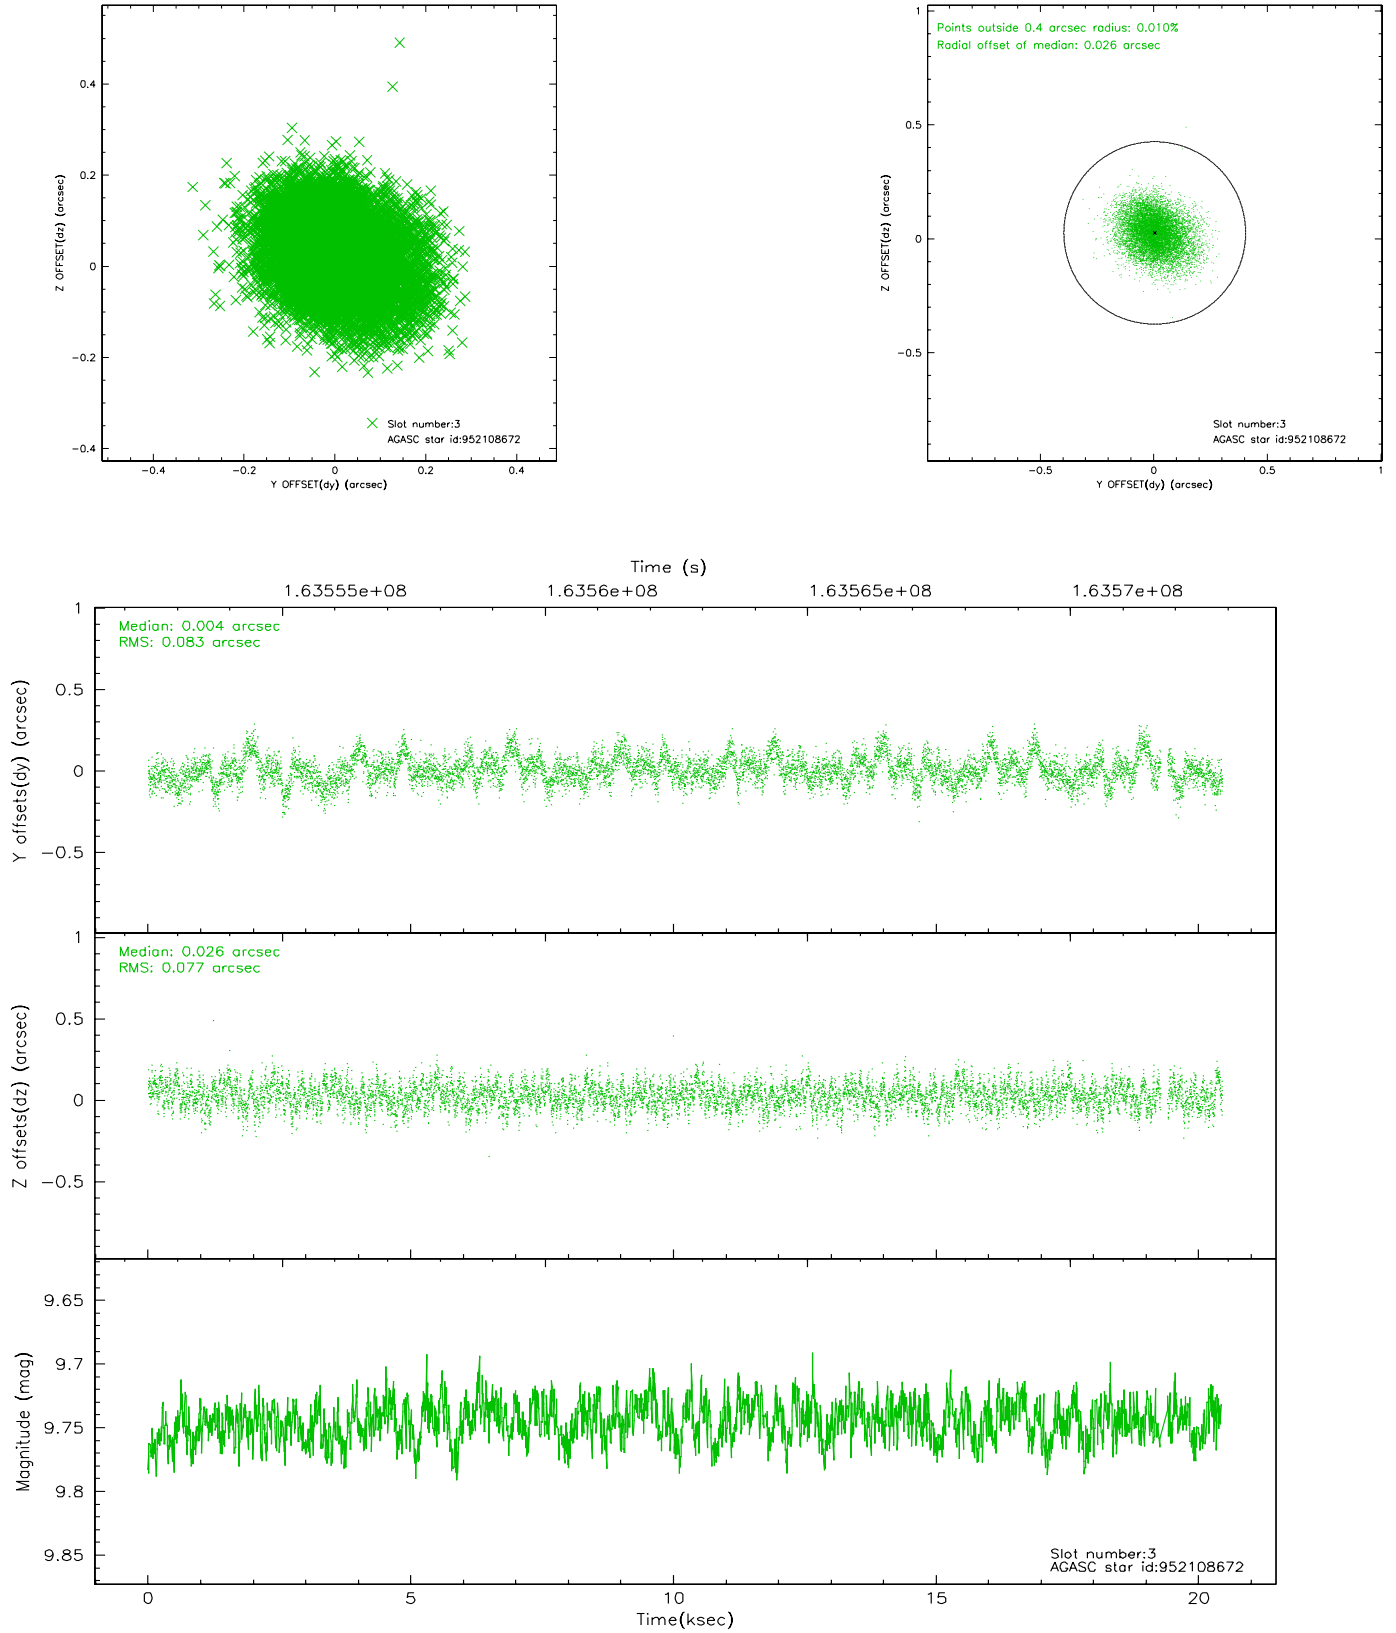 0.4
0.2
0
−0.2
−0.4
Z OFFSET(dz) (arcsec)
Slot number:3
AGASC star id:952108672
−0.4
−0.2
0
0.2
0.4
Y OFFSET(dy) (arcsec)
Points outside 0.4 arcsec radius: 0.010%
Radial offset of median: 0.026 arcsec
1
0.5
0
−0.5
Z OFFSET(dz) (arcsec)
Slot number:3
AGASC star id:952108672
−0.5
0
0.5
1
Y OFFSET(dy) (arcsec)
Time (s)
1.63555e+08
1.6356e+08
1.63565e+08
1.6357e+08
Median: 0.004 arcsec
RMS: 0.083 arcsec
1
0.5
0
−0.5
Y offsets(dy) (arcsec)
Median: 0.026 arcsec
RMS: 0.077 arcsec
1
0.5
0
−0.5
Z offsets(dz) (arcsec)
9.65
9.7
9.75
9.8
9.85
Magnitude (mag)
Slot number:3
AGASC star id:952108672
0
5
10
15
20
Time(ksec)